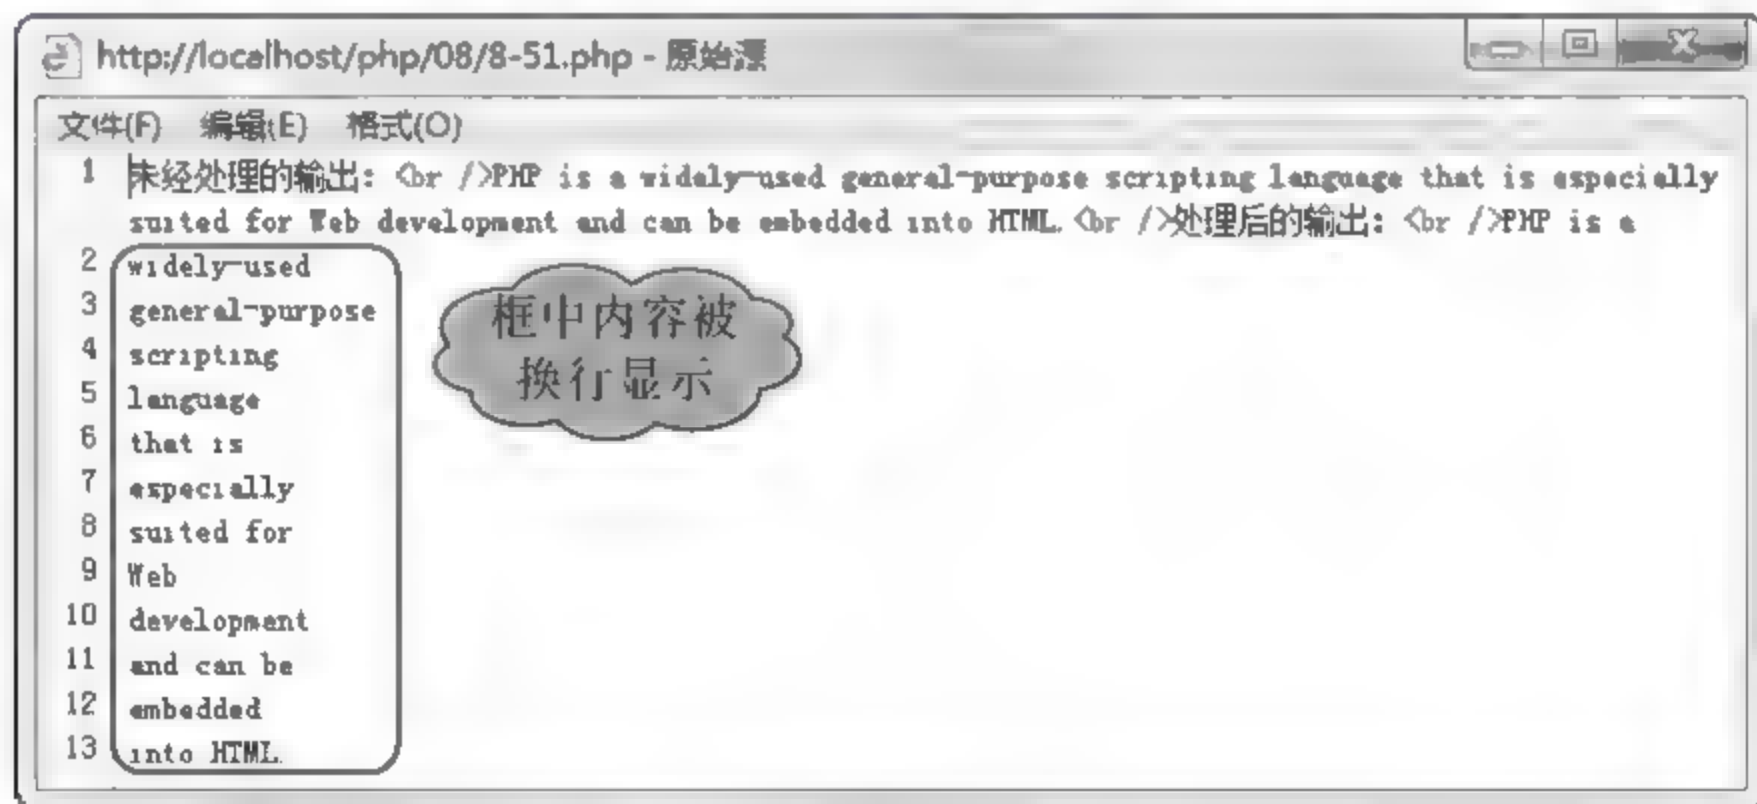 http://localhost/php/08/8-51.php - 原始源
文件(F) 编辑(E) 格式(O)
1 未经处理的输出：<br />PHP is a widely-used general-purpose scripting language that is especially
suited for Web development and can be embedded into HTML.<br />处理后的输出：<br />PHP is a
2 widely-used
3 general-purpose
4 scripting
5 language
6 that is
7 especially
8 suited for
9 Web
10 development
11 and can be
12 embedded
13 into HTML.
框中内容被
换行显示